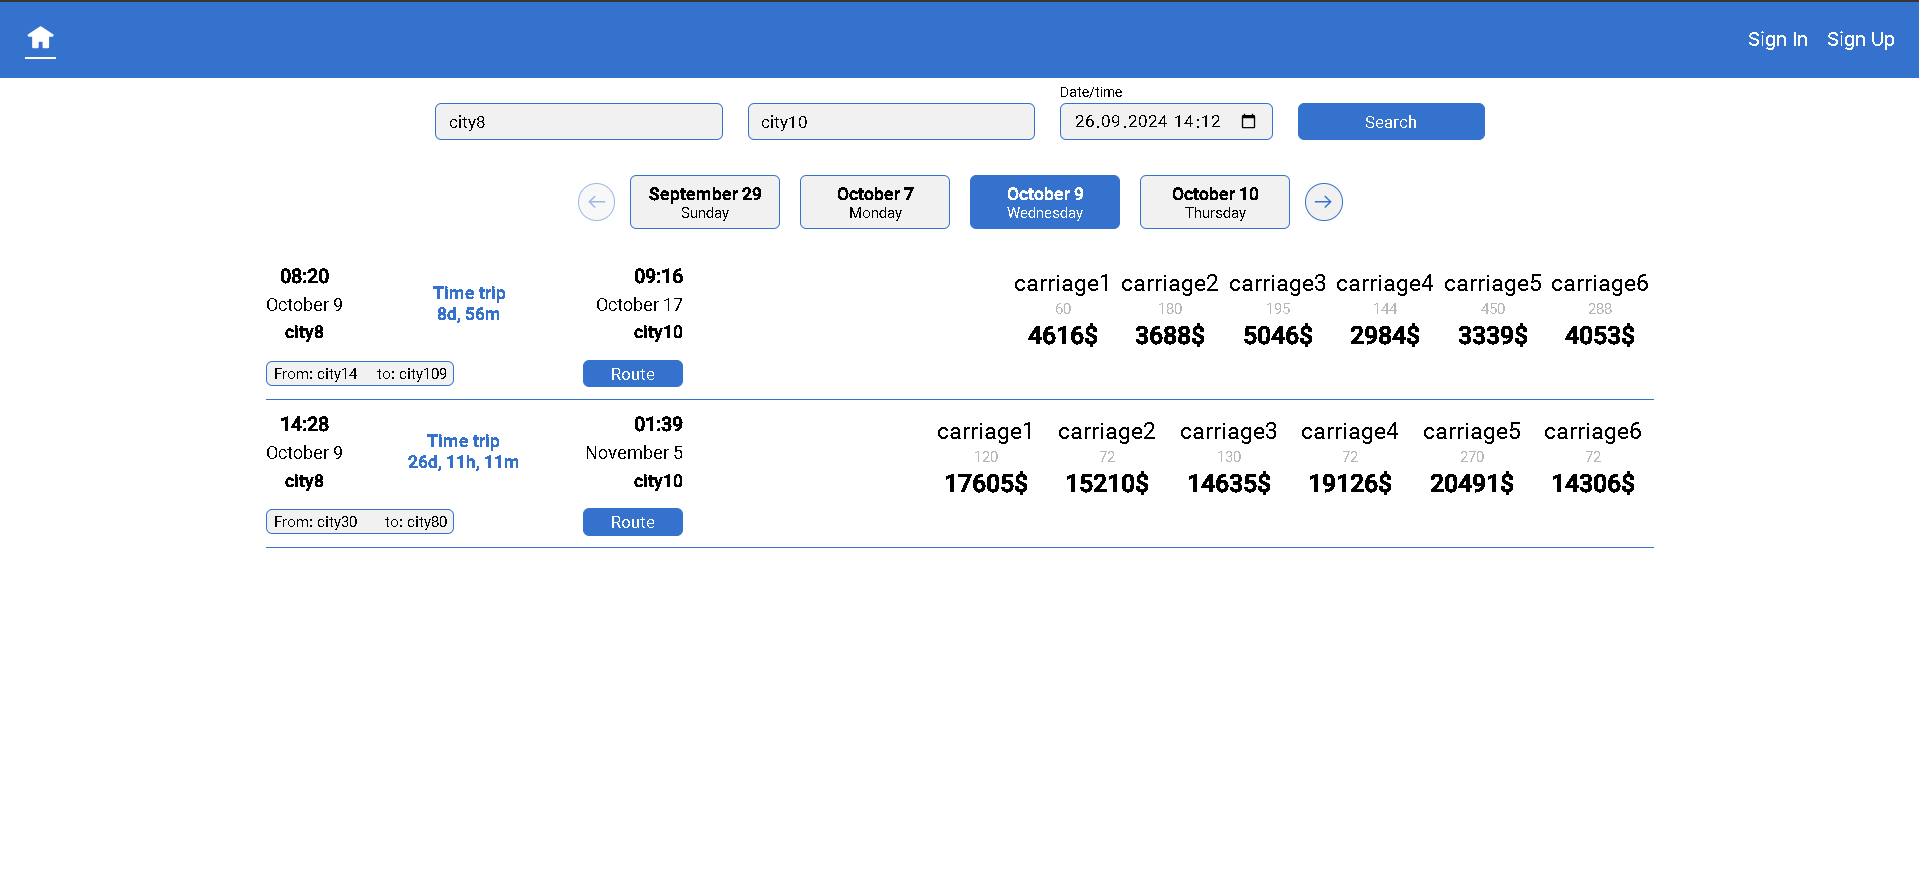 Sign In Sign Up
Date/time
city8 city10 26.09.2024 14:12 Search
September 29 October 7 October 9 October 10
Sunday Monday Wednesday Thursday
08:20 09:16 carriage1 carriage2 carriage3 carriage4 carriage5 carriage6
Time trip
October 9 October 17 60 180 195 144 450 288
8d, 56m
city8 city10 4616$ 3688$ 5046$ 2984$ 3339$ 4053$
From: city14 to: city109 Route
14:28 01:39 carriage1 carriage2 carriage3 carriage4 carriage5 carriage6
Time trip
October 9 November 5 120 72 130 72 270 72
26d, 11h, 11m
city8 city10 17605$ 15210$ 14635$ 19126$ 20491$ 14306$
From: city30 to: city80 Route